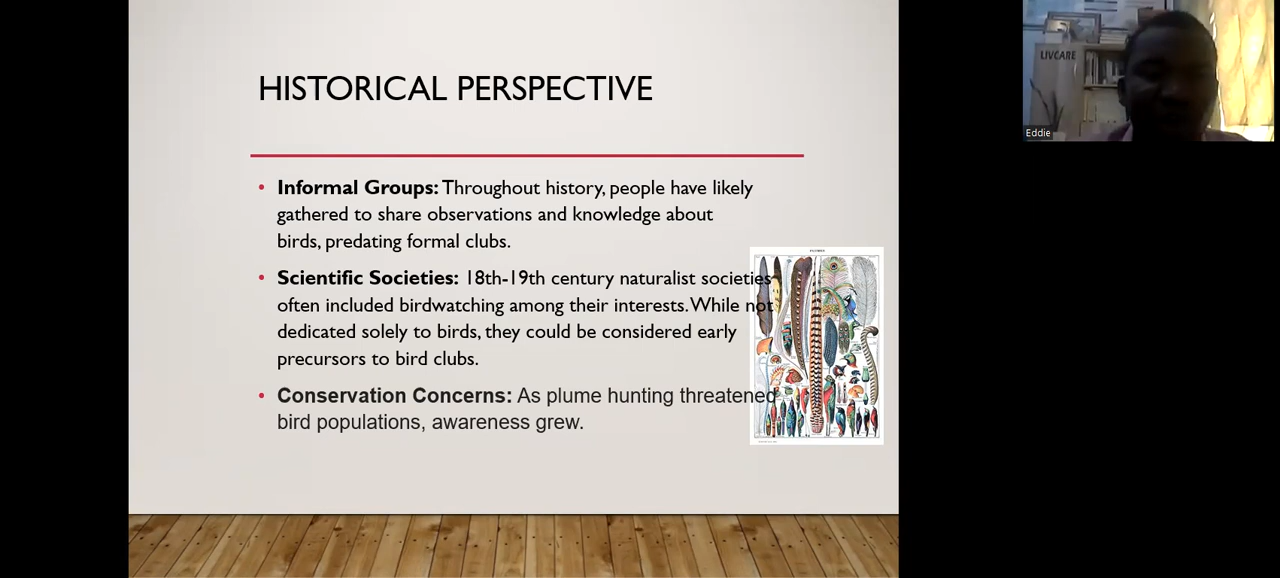 HISTORICAL PERSPECTIVE
• Informal Groups: Throughout history, people have likely
gathered to share observations and knowledge about
birds, predating formal clubs.
• Scientific Societies: 18th-19th century naturalist societies
often included birdwatching among their interests. While not
dedicated solely to birds, they could be considered early
precursors to bird clubs.
• Conservation Concerns: As plume hunting threatened
bird populations, awareness grew.
LIVCARE
Eddie